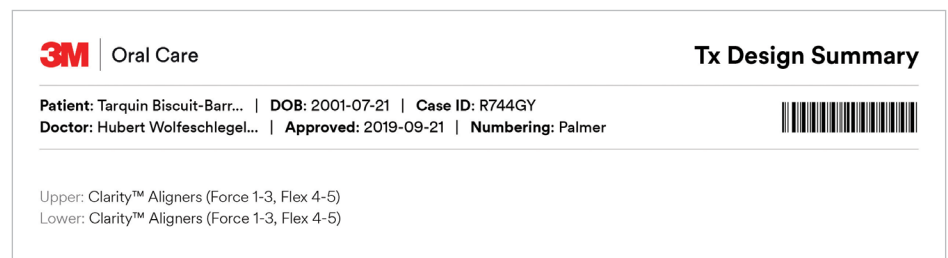 3M | Oral Care
Tx Design Summary
Patient: Tarquin Biscuit-Barr... | DOB: 2001-07-21 | Case ID: R744GY
Doctor: Hubert Wolfeschlegel... | Approved: 2019-09-21 | Numbering: Palmer
Upper: Clarity™ Aligners (Force 1-3, Flex 4-5)
Lower: Clarity™ Aligners (Force 1-3, Flex 4-5)